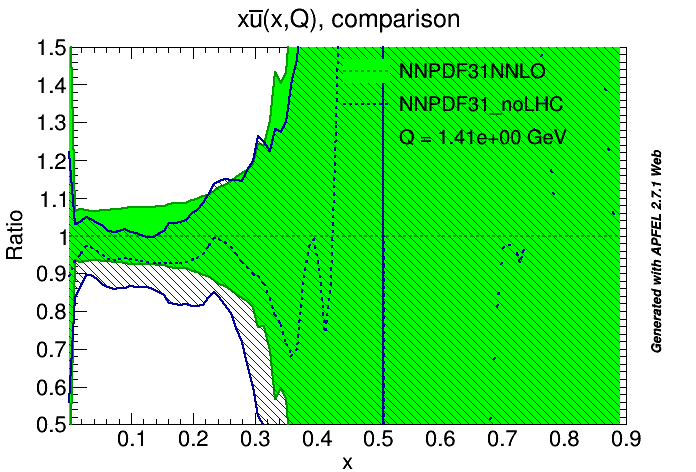 xu̅(x,Q), comparison
1.5
1.4
1.3
1.2
1.1
1
0.9
0.8
0.7
0.6
0.5
Ratio
NNPDF31NNLO
NNPDF31_noLHC
Q = 1.41e+00 GeV
0.1 0.2 0.3 0.4 0.5 0.6 0.7 0.8 0.9
x
Generated with APFEL 2.7.1 Web